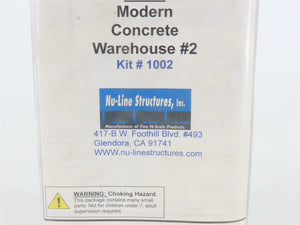 Modern
Concrete
Warehouse #2
Kit # 1002
Nu-Line Structures, Inc.
Manufacturer of Fine N-Scale Products
417-B W. Foothill Blvd. #493
Glendora, CA 91741
www.nu-linestructures.com
WARNING: Choking Hazard.
This package contains many small
parts. Not for children under 7, adult
supervision required.